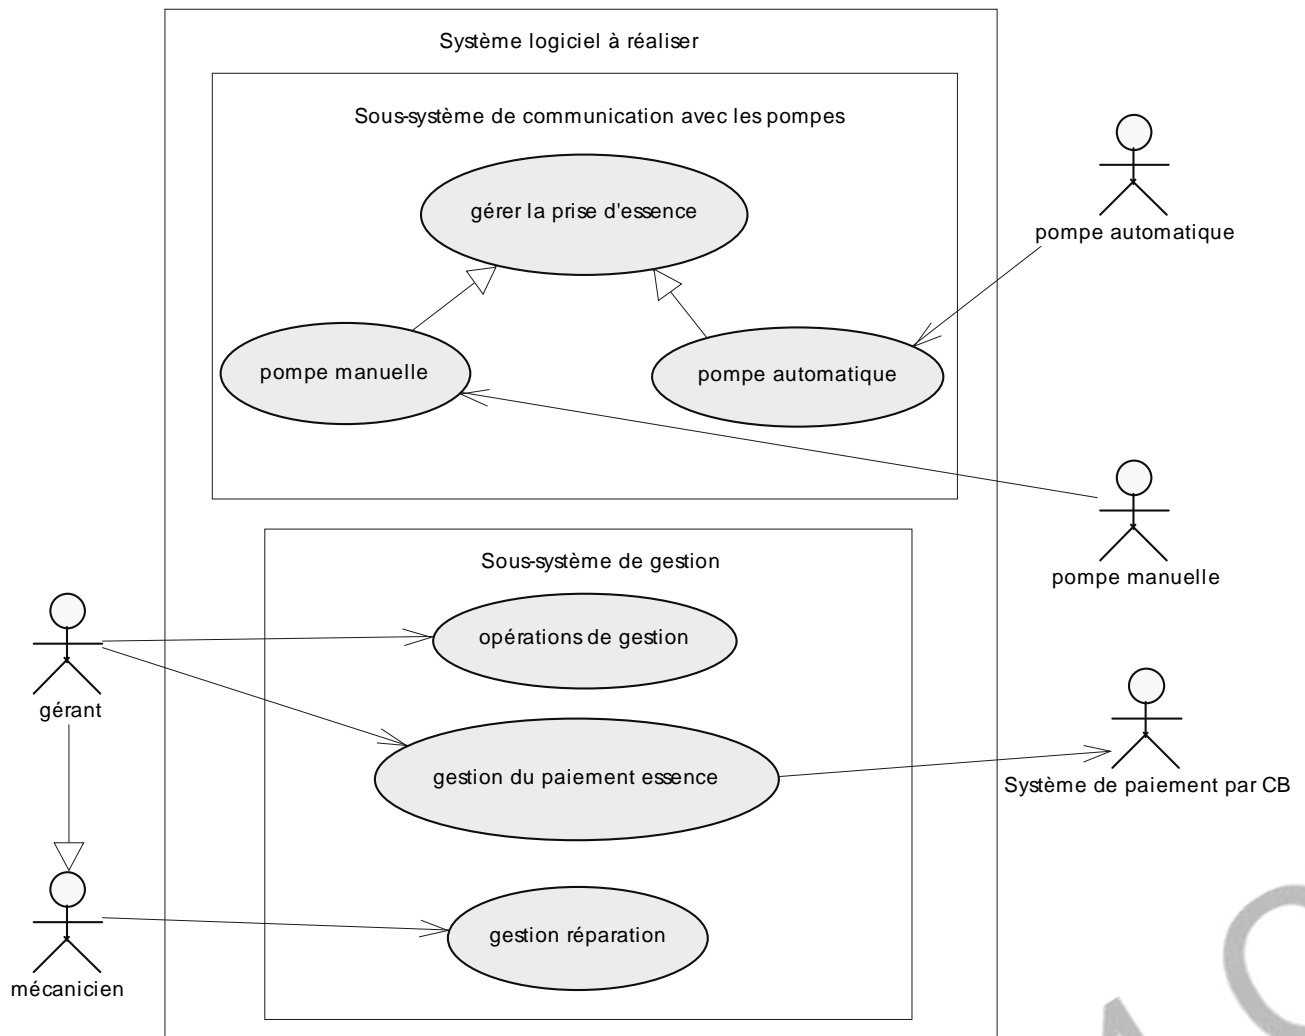 Système logiciel à réaliser
Sous-système de communication avec les pompes
gérer la prise d'essence
pompe automatique
pompe manuelle
pompe automatique
pompe manuelle
Sous-système de gestion
opérations de gestion
gérant
gestion du paiement essence
Système de paiement par CB
gestion réparation
mécanicien